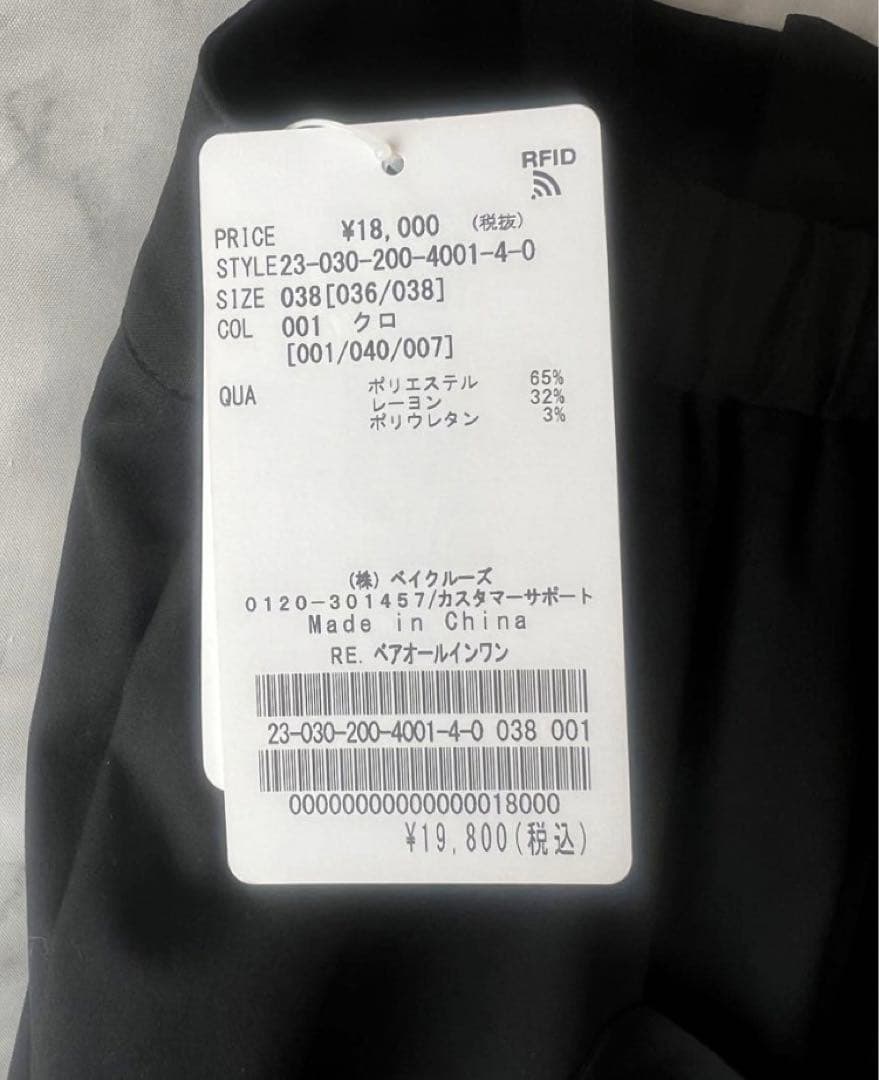 RFID
PRICE ¥18,000 (税抜)
STYLE23-030-200-4001-4-0
SIZE 038[036/038]
COL 001 クロ
[001/040/007]
QUA ポリエステル 65%
レーヨン 32%
ポリウレタン 3%
(株) ベイクルーズ
0120-301457/カスタマーサポート
Made in China
RE. ベアオールインワン
23-030-200-4001-4-0 038 001
00000000000000018000
¥19,800(税込)